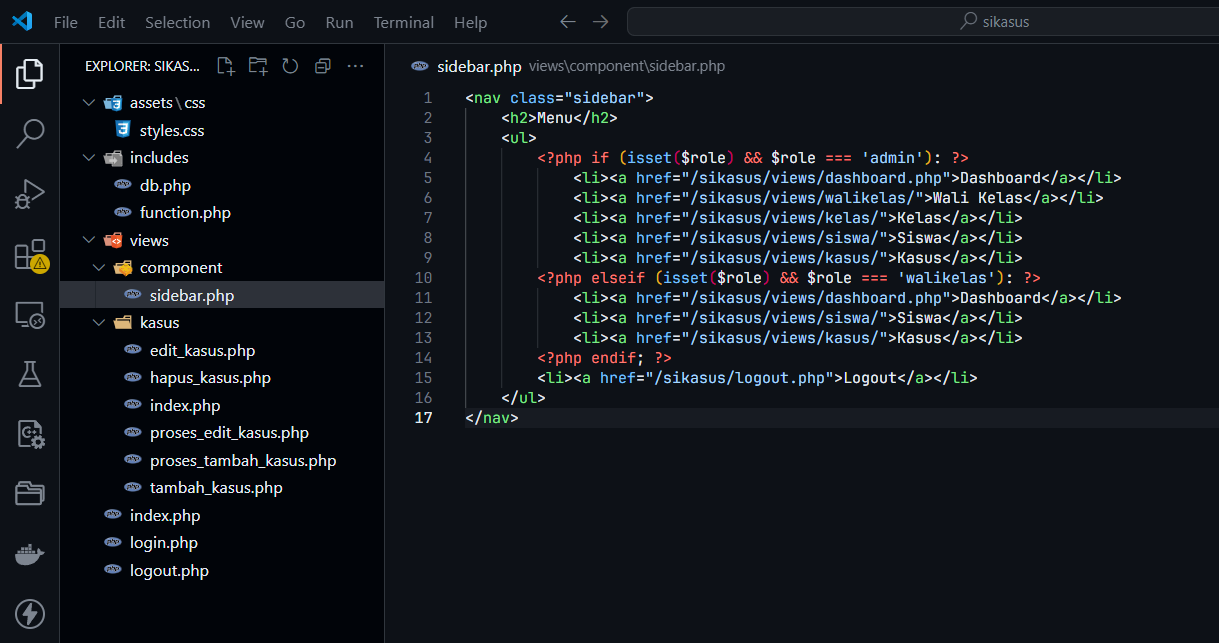 File Edit Selection View Go Run Terminal Help sikasus
EXPLORER: SIKAS...
assets\css
styles.css
includes
db.php
function.php
views
component
sidebar.php
kasus
edit_kasus.php
hapus_kasus.php
index.php
proses_edit_kasus.php
proses_tambah_kasus.php
tambah_kasus.php
index.php
login.php
logout.php
sidebar.php views\component\sidebar.php
1 <nav class="sidebar">
2 <h2>Menu</h2>
3 <ul>
4 <?php if (isset($role) && $role === 'admin'): ?>
5 <li><a href="/sikasus/views/dashboard.php">Dashboard</a></li>
6 <li><a href="/sikasus/views/walikelas/">Wali Kelas</a></li>
7 <li><a href="/sikasus/views/kelas/">Kelas</a></li>
8 <li><a href="/sikasus/views/siswa/">Siswa</a></li>
9 <li><a href="/sikasus/views/kasus/">Kasus</a></li>
10 <?php elseif (isset($role) && $role === 'walikelas'): ?>
11 <li><a href="/sikasus/views/dashboard.php">Dashboard</a></li>
12 <li><a href="/sikasus/views/siswa/">Siswa</a></li>
13 <li><a href="/sikasus/views/kasus/">Kasus</a></li>
14 <?php endif; ?>
15 <li><a href="/sikasus/logout.php">Logout</a></li>
16 </ul>
17 </nav>